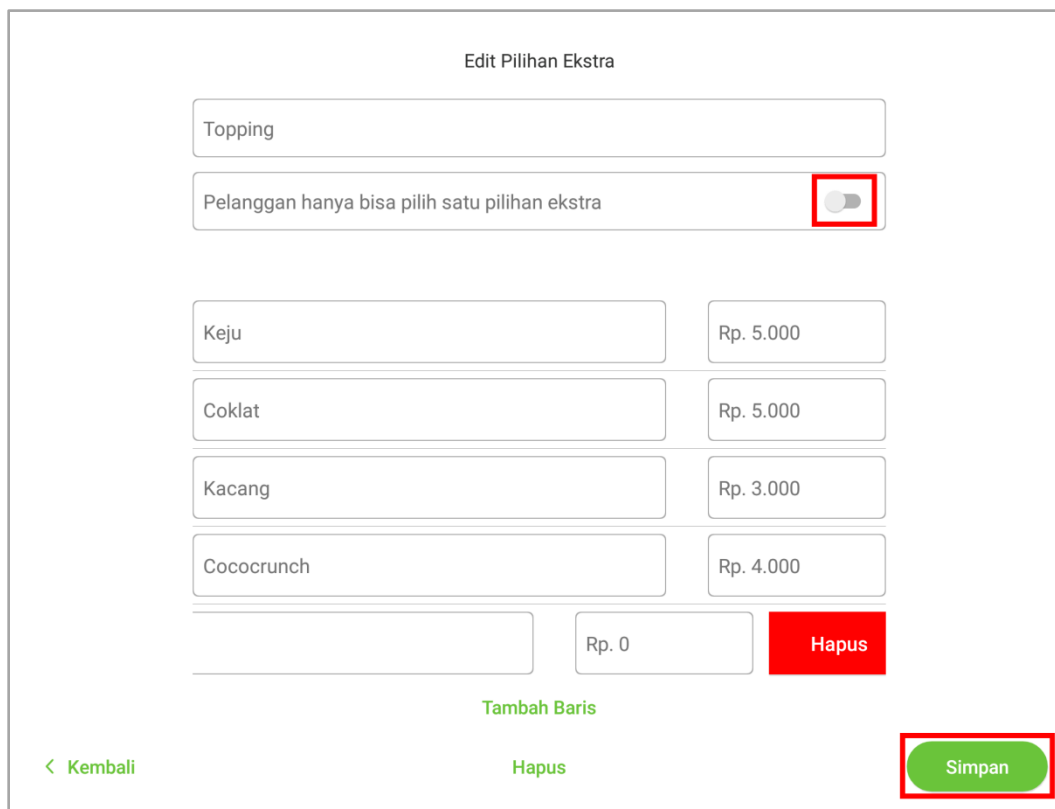 Edit Pilihan Ekstra
Topping
Pelanggan hanya bisa pilih satu pilihan ekstra
Keju Rp. 5.000
Coklat Rp. 5.000
Kacang Rp. 3.000
Cococrunch Rp. 4.000
Rp. 0 Hapus
Tambah Baris
Kembali Hapus Simpan